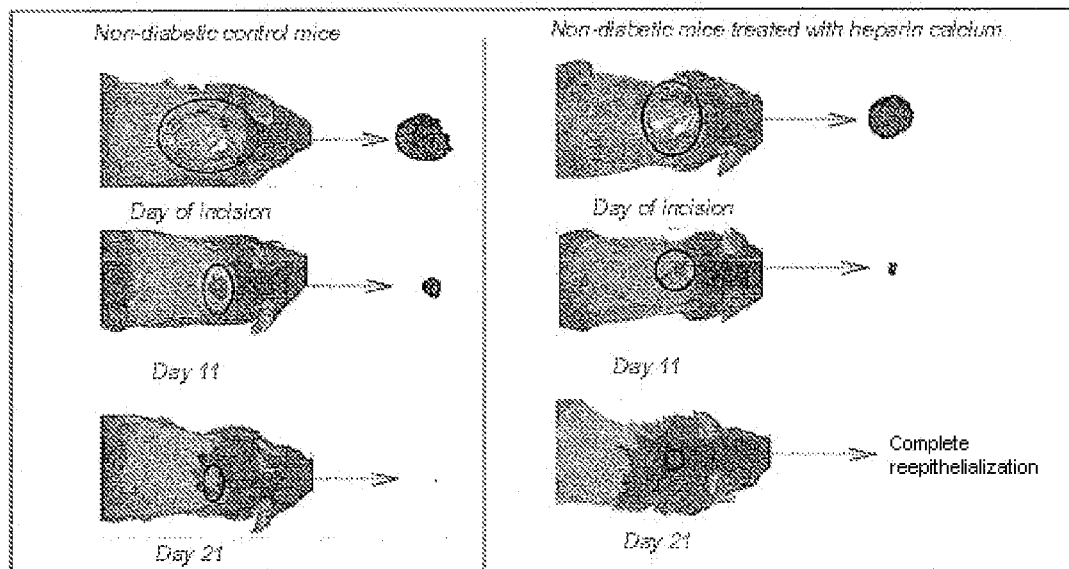 Non-diabetic control mice
Day of Incision
Day 11
Day 21
Non-diabetic mice treated with heparin calcium
Day of Incision
Day 11
Complete
reepithelialization
Day 21